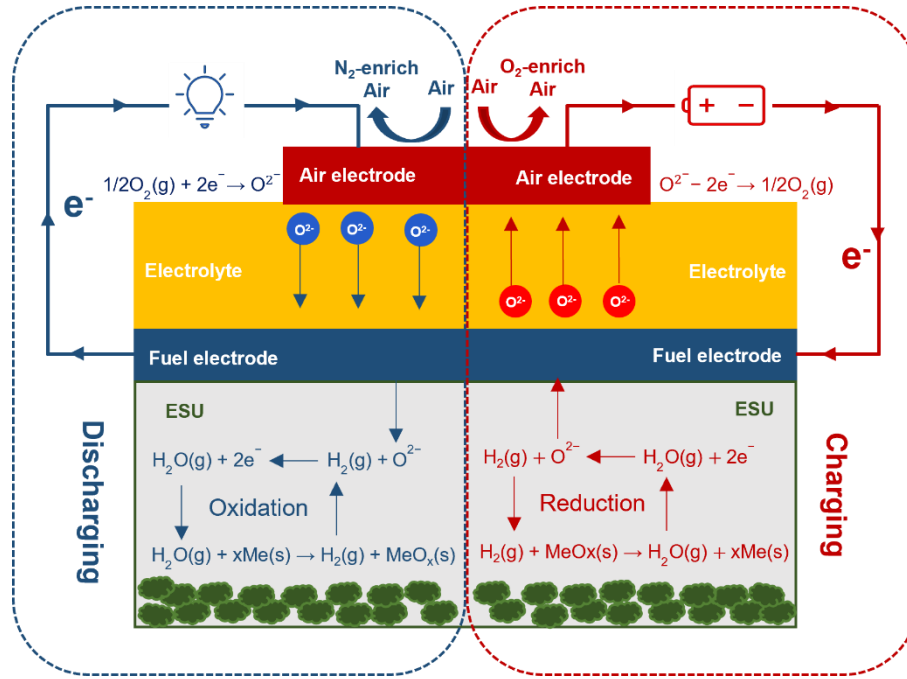 N₂-enrich
Air
Air
O₂-enrich
Air
Air
+ −
1/2O₂(g) + 2e⁻ → O²⁻
Air electrode
Air electrode
O²⁻ − 2e⁻ → 1/2O₂(g)
e⁻
e⁻
O²⁻
O²⁻
O²⁻
Electrolyte
Electrolyte
O²⁻
O²⁻
O²⁻
Fuel electrode
Fuel electrode
ESU
ESU
Discharging
H₂O(g) + 2e⁻
H₂(g) + O²⁻
Oxidation
H₂O(g) + xMe(s) → H₂(g) + MeOₓ(s)
H₂(g) + O²⁻
H₂O(g) + 2e⁻
Reduction
H₂(g) + MeOx(s) → H₂O(g) + xMe(s)
Charging